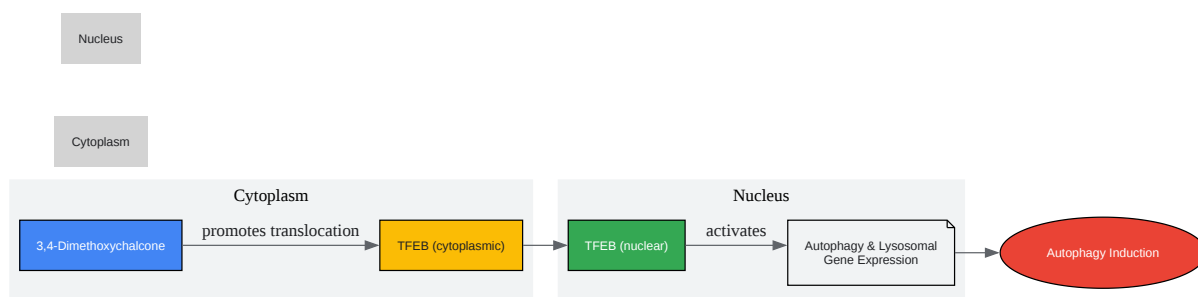 Nucleus
Cytoplasm
Cytoplasm
Nucleus
3,4-Dimethoxychalcone
promotes translocation
TFEB (cytoplasmic)
TFEB (nuclear)
activates
Autophagy & Lysosomal
Gene Expression
Autophagy Induction